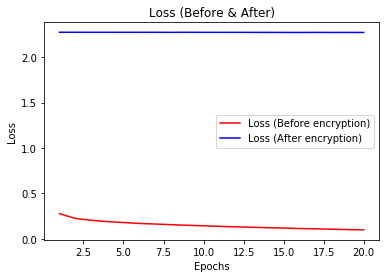 Loss (Before & After)
Loss
2.0
1.5
1.0
0.5
0.0
Loss (Before encryption)
Loss (After encryption)
2.5 5.0 7.5 10.0 12.5 15.0 17.5 20.0
Epochs